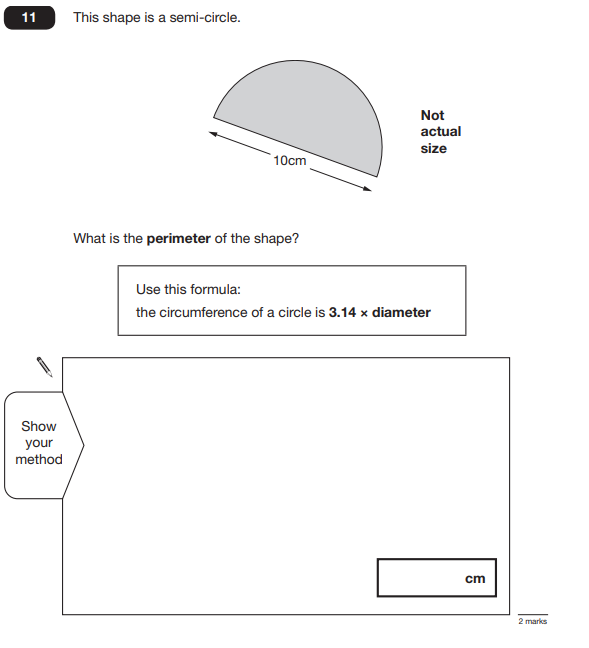 11
This shape is a semi-circle.
Not
actual
size
10cm
What is the perimeter of the shape?
Use this formula:
the circumference of a circle is 3.14 × diameter
Show
your
method
cm
2 marks